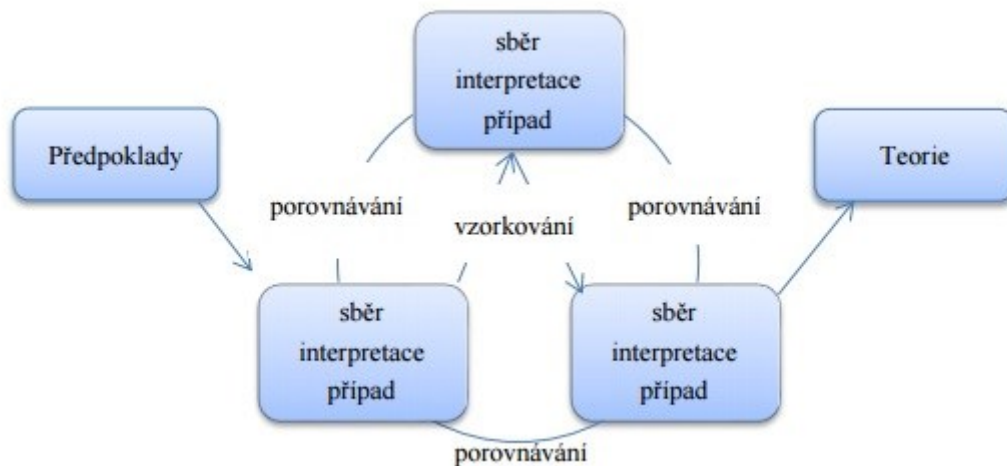 sběr
interpretace
případ
Předpoklady
Teorie
porovnávání
vzorkování
porovnávání
sběr
interpretace
případ
sběr
interpretace
případ
porovnávání